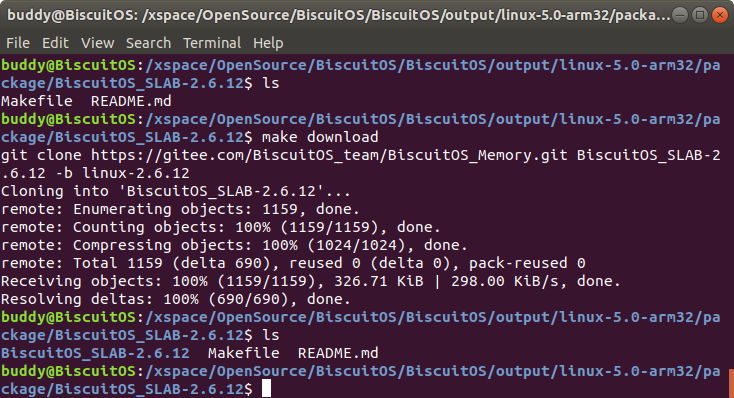 buddy@BiscuitOS: /xspace/OpenSource/BiscuitOS/BiscuitOS/output/linux-5.0-arm32/packa...
File Edit View Search Terminal Help
buddy@BiscuitOS:/xspace/OpenSource/BiscuitOS/BiscuitOS/output/linux-5.0-arm32/pa
ckage/BiscuitOS_SLAB-2.6.12$ ls
Makefile  README.md
buddy@BiscuitOS:/xspace/OpenSource/BiscuitOS/BiscuitOS/output/linux-5.0-arm32/pa
ckage/BiscuitOS_SLAB-2.6.12$ make download
git clone https://gitee.com/BiscuitOS_team/BiscuitOS_Memory.git BiscuitOS_SLAB-2
.6.12 -b linux-2.6.12
Cloning into 'BiscuitOS_SLAB-2.6.12'...
remote: Enumerating objects: 1159, done.
remote: Counting objects: 100% (1159/1159), done.
remote: Compressing objects: 100% (1024/1024), done.
remote: Total 1159 (delta 690), reused 0 (delta 0), pack-reused 0
Receiving objects: 100% (1159/1159), 326.71 KiB | 298.00 KiB/s, done.
Resolving deltas: 100% (690/690), done.
buddy@BiscuitOS:/xspace/OpenSource/BiscuitOS/BiscuitOS/output/linux-5.0-arm32/pa
ckage/BiscuitOS_SLAB-2.6.12$ ls
BiscuitOS_SLAB-2.6.12  Makefile  README.md
buddy@BiscuitOS:/xspace/OpenSource/BiscuitOS/BiscuitOS/output/linux-5.0-arm32/pa
ckage/BiscuitOS_SLAB-2.6.12$